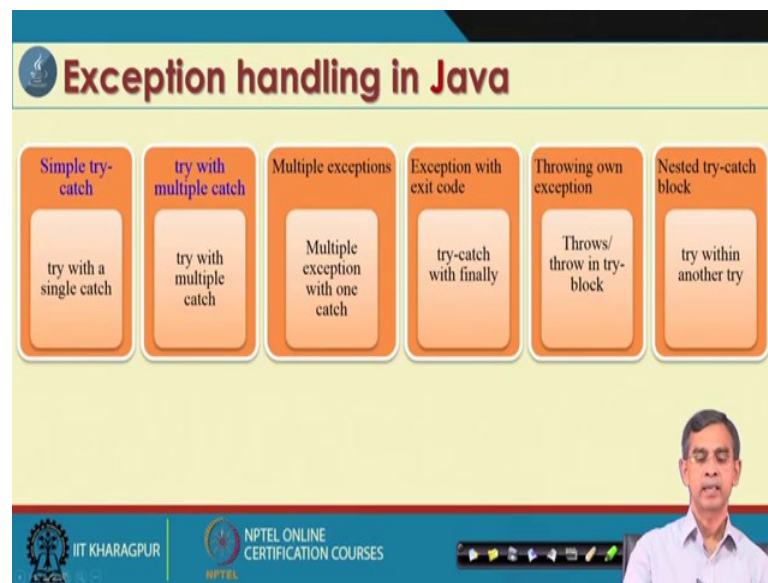 Exception handling in Java
Simple try-
catch
try with a
single catch
try with
multiple catch
try with
multiple
catch
Multiple exceptions
Multiple
exception
with one
catch
Exception with
exit code
try-catch
with finally
Throwing own
exception
Throws/
throw in try-
block
Nested try-catch
block
try within
another try
IIT KHARAGPUR
NPTEL
NPTEL ONLINE
CERTIFICATION COURSES